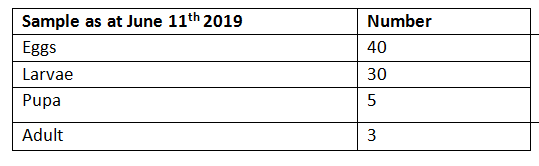 Sample as at June 11th 2019 Number
Eggs 40
Larvae 30
Pupa 5
Adult 3